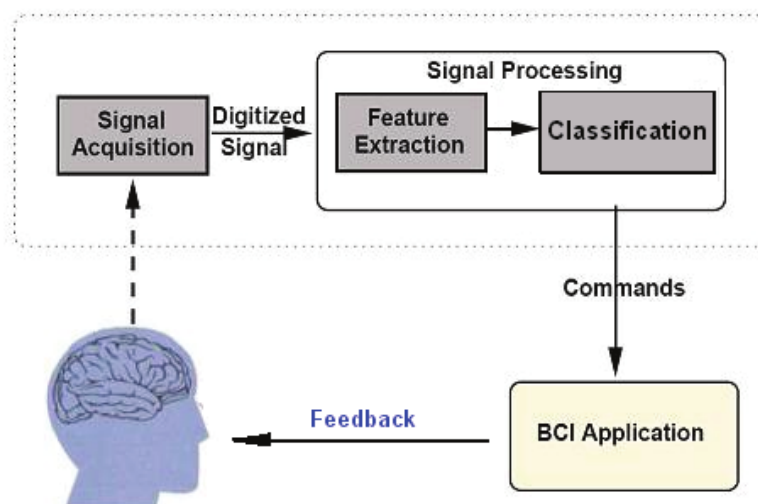 Signal Processing
Signal
Acquisition
Digitized
Signal
Feature
Extraction
Classification
Commands
Feedback
BCI Application